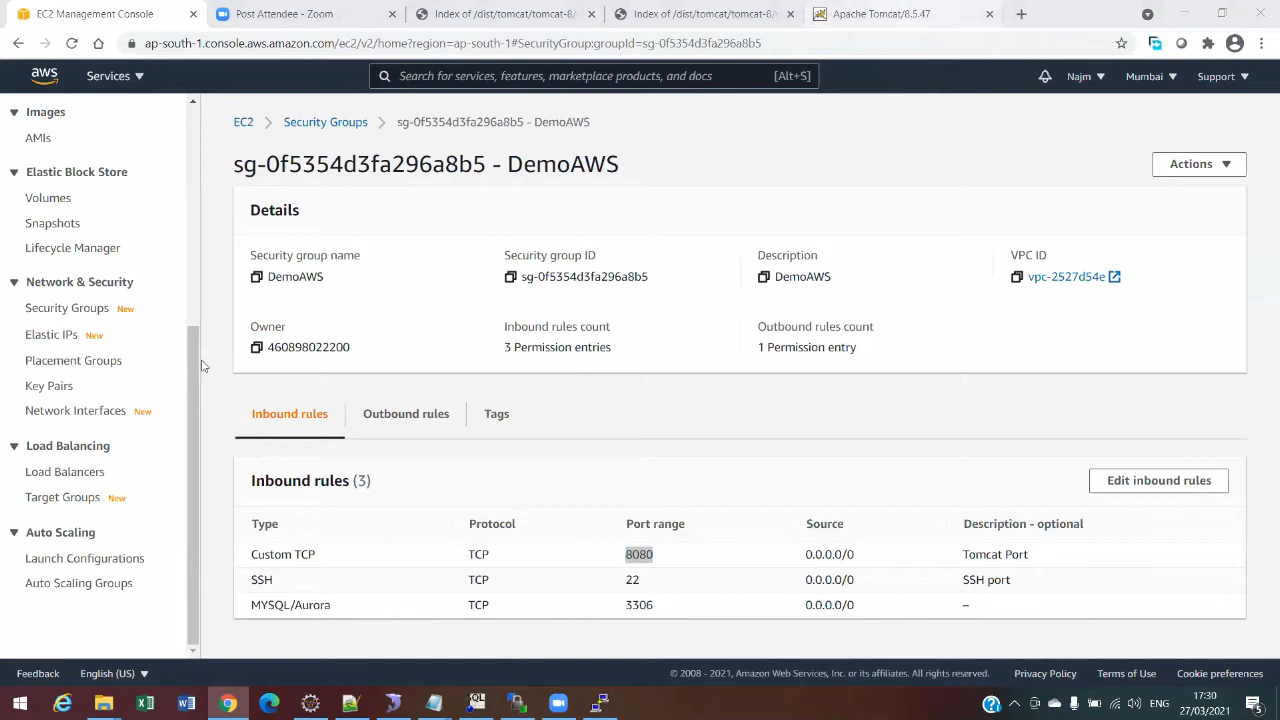 EC2 Management Console
Post Attendee - Zoom
Index of /dist/tomcat/tomcat-8/
Index of /dist/tomcat/tomcat-8/
Apache Tomcat/8.5.47
ap-south-1.console.aws.amazon.com/ec2/v2/home?region=ap-south-1#SecurityGroup:groupId=sg-0f5354d3fa296a8b5
aws
Services
Search for services, features, marketplace products, and docs
[Alt+S]
Najm
Mumbai
Support
Images
AMIs
Elastic Block Store
Volumes
Snapshots
Lifecycle Manager
Network & Security
Security Groups New
Elastic IPs New
Placement Groups
Key Pairs
Network Interfaces New
Load Balancing
Load Balancers
Target Groups New
Auto Scaling
Launch Configurations
Auto Scaling Groups
EC2 > Security Groups > sg-0f5354d3fa296a8b5 - DemoAWS
sg-0f5354d3fa296a8b5 - DemoAWS
Actions
Details
Security group name
DemoAWS
Security group ID
sg-0f5354d3fa296a8b5
Description
DemoAWS
VPC ID
vpc-2527d54e
Owner
460898022200
Inbound rules count
3 Permission entries
Outbound rules count
1 Permission entry
Inbound rules
Outbound rules
Tags
Inbound rules (3)
Edit inbound rules
Type Protocol Port range Source Description - optional
Custom TCP TCP 8080 0.0.0.0/0 Tomcat Port
SSH TCP 22 0.0.0.0/0 SSH port
MYSQL/Aurora TCP 3306 0.0.0.0/0 –
Feedback
English (US)
© 2008 - 2021, Amazon Web Services, Inc. or its affiliates. All rights reserved.
Privacy Policy
Terms of Use
Cookie preferences
ENG
17:30
27/03/2021
5